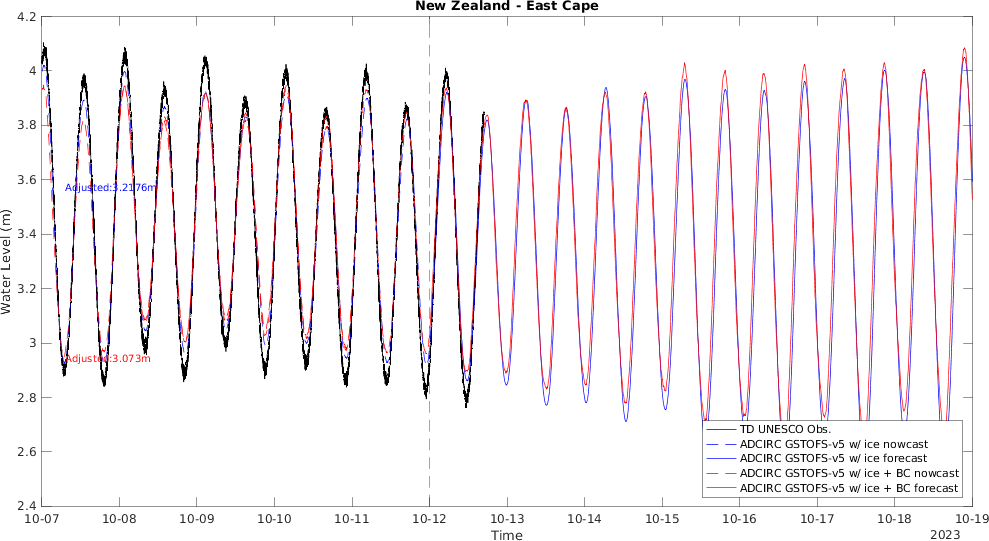 New Zealand - East Cape
4.2
4
3.8
3.6
3.4
3.2
3
2.8
2.6
2.4
Water Level (m)
Adjusted:3.2176m
Adjusted:3.073m
TD UNESCO Obs.
ADCIRC GSTOFS-v5 w/ ice nowcast
ADCIRC GSTOFS-v5 w/ ice forecast
ADCIRC GSTOFS-v5 w/ ice + BC nowcast
ADCIRC GSTOFS-v5 w/ ice + BC forecast
10-07 10-08 10-09 10-10 10-11 10-12 10-13 10-14 10-15 10-16 10-17 10-18 10-19
Time
2023